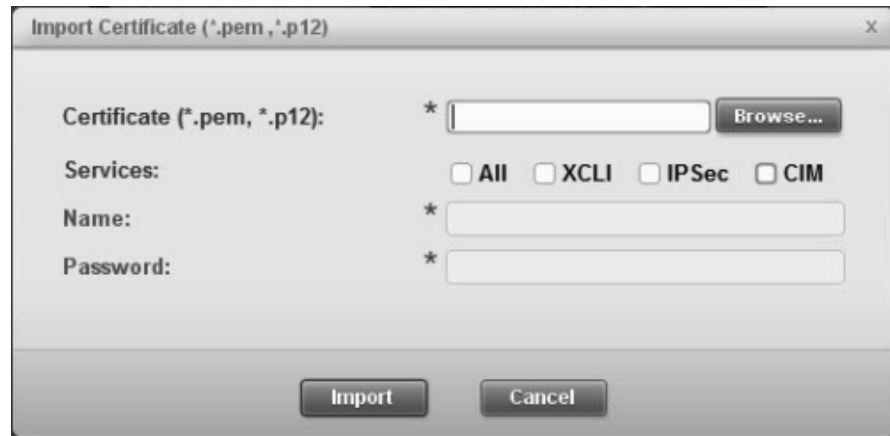 Import Certificate (*.pem ,*.p12) x
Certificate (*.pem, *.p12): * Browse...
Services: All XCLI IPSec CIM
Name: *
Password: *
Import Cancel